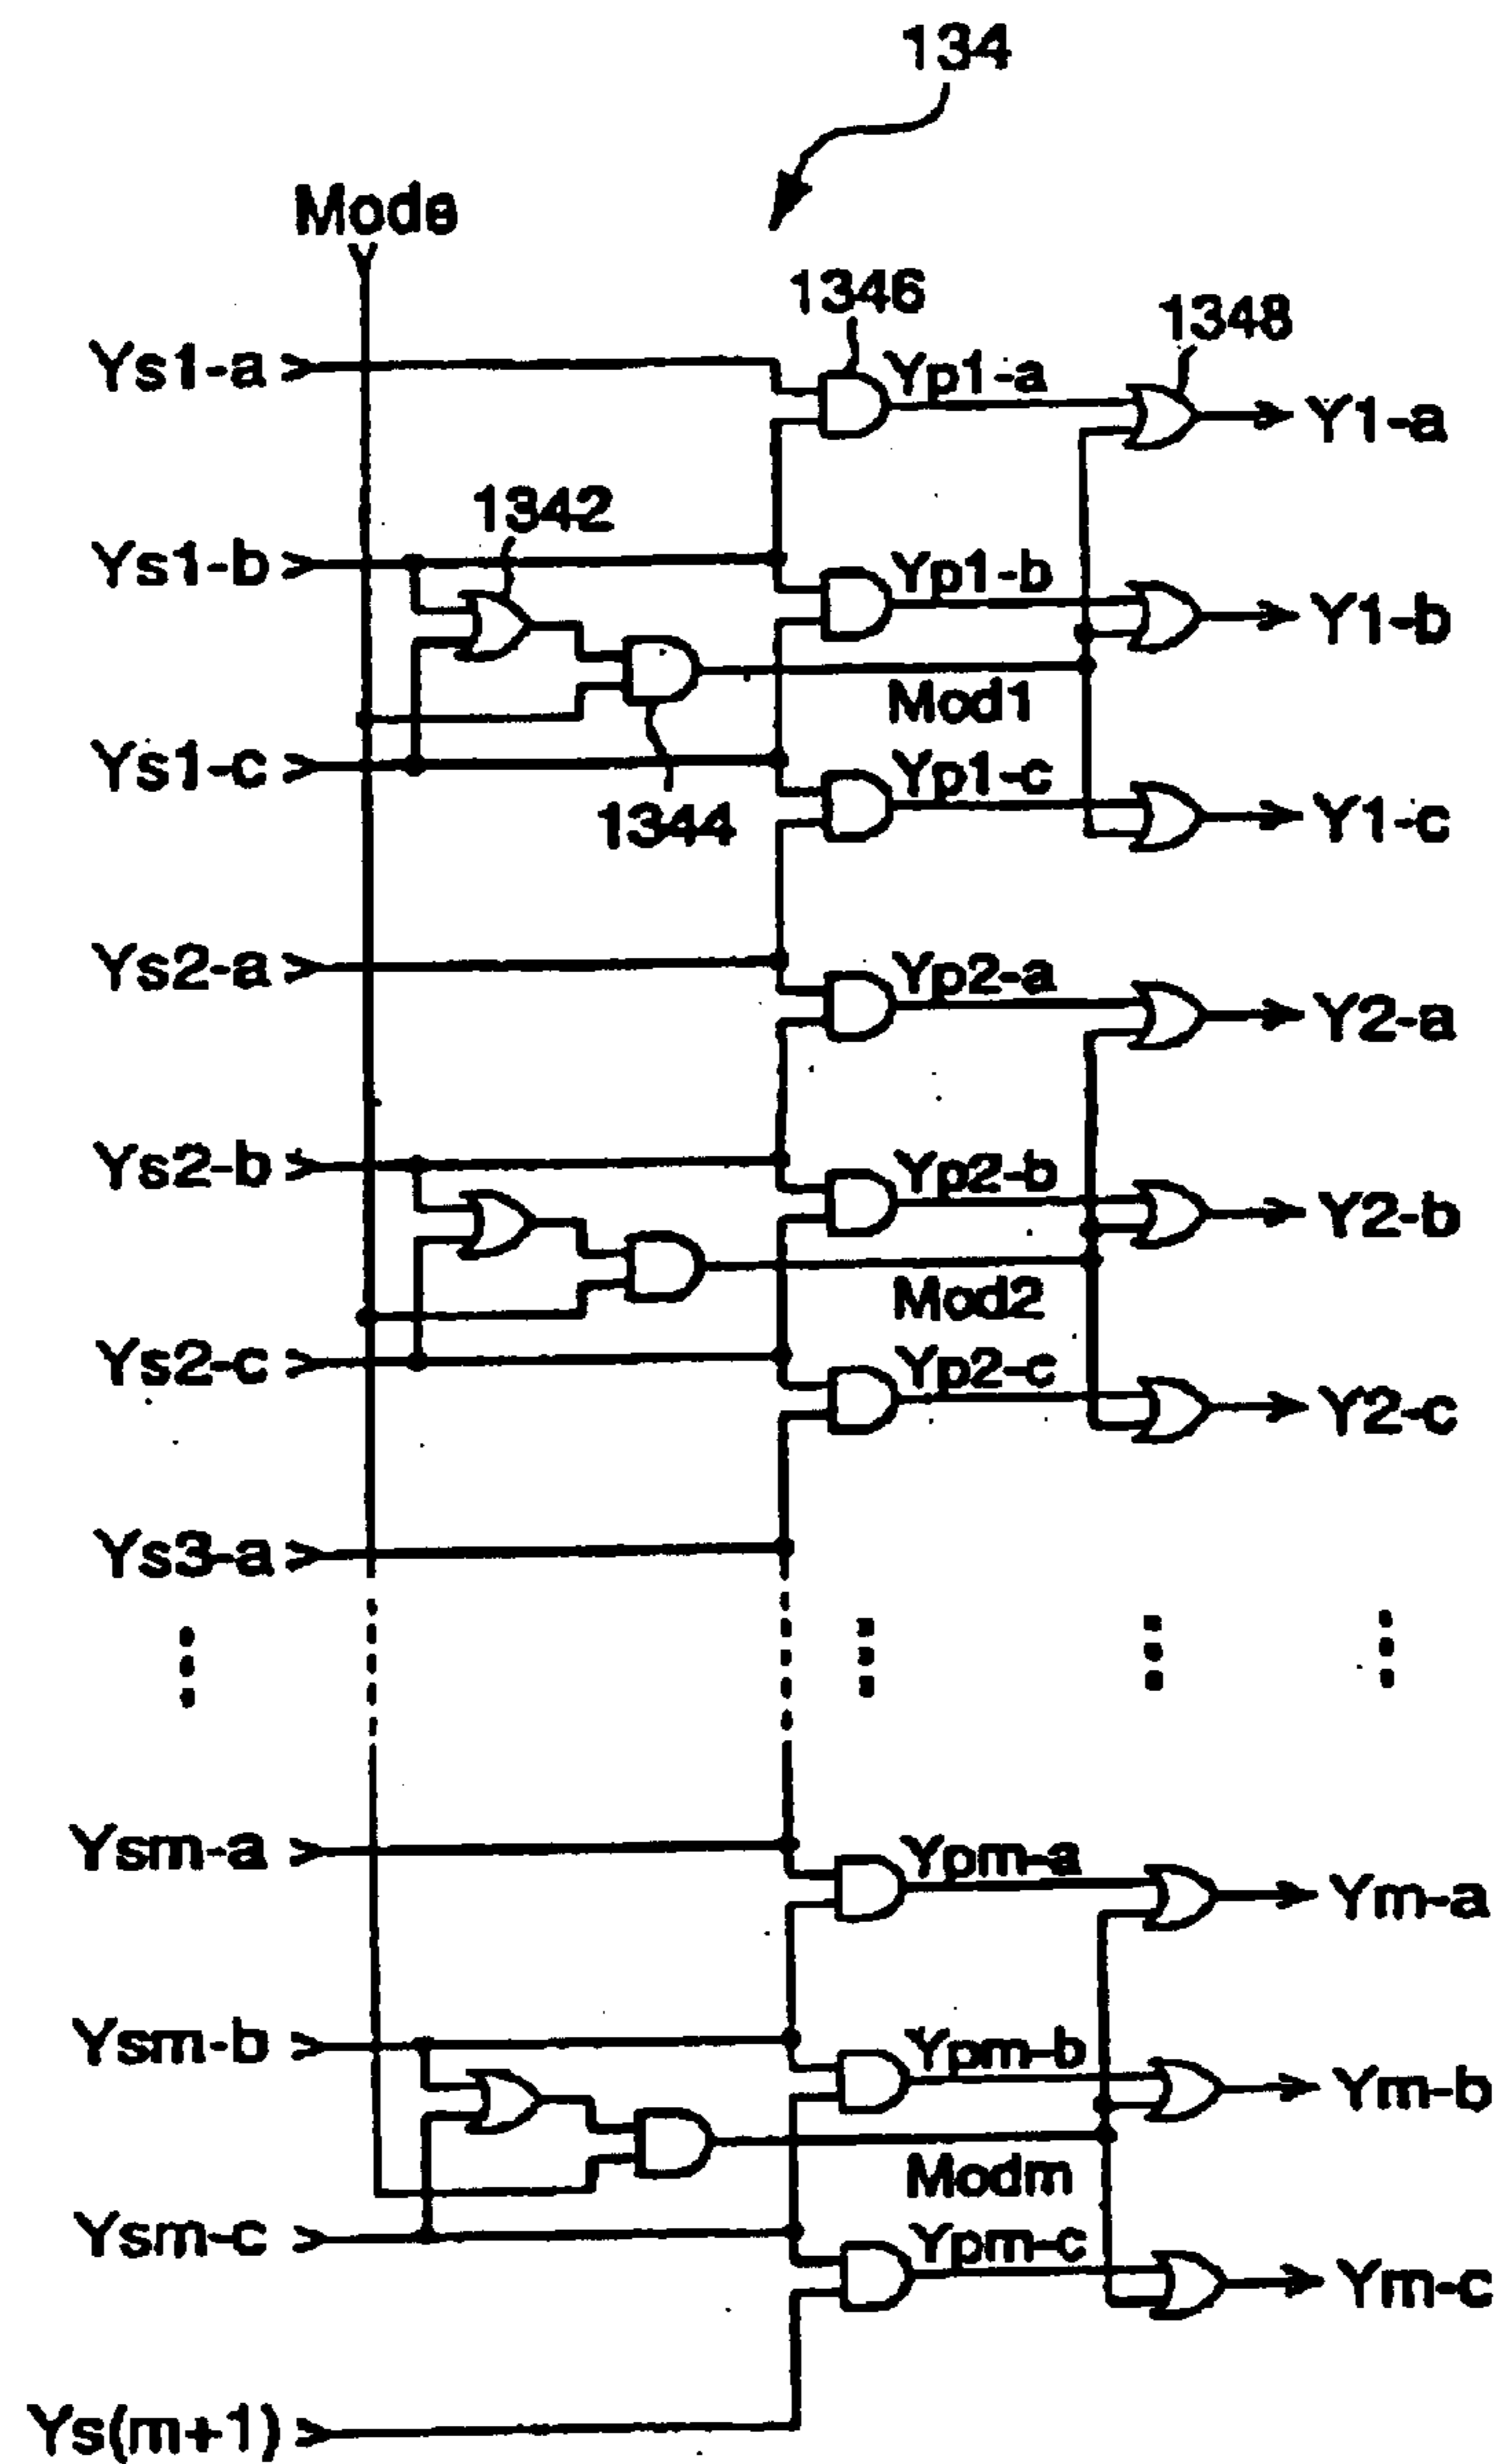 134
Mode
1346
1348
Ys1-a
Yp1-a
Y1-a
1342
Ys1-b
Yp1-b
Y1-b
Mod1
Ys1-c
Yp1-c
Y1-c
1344
Ys2-a
Yp2-a
Y2-a
Ys2-b
Yp2-b
Y2-b
Mod2
Ys2-c
Yp2-c
Y2-c
Ys3-a
Ysm-a
Ypm-a
Ym-a
Ysm-b
Ypm-b
Ym-b
Modm
Ysm-c
Ypm-c
Ym-c
Ys(m+1)